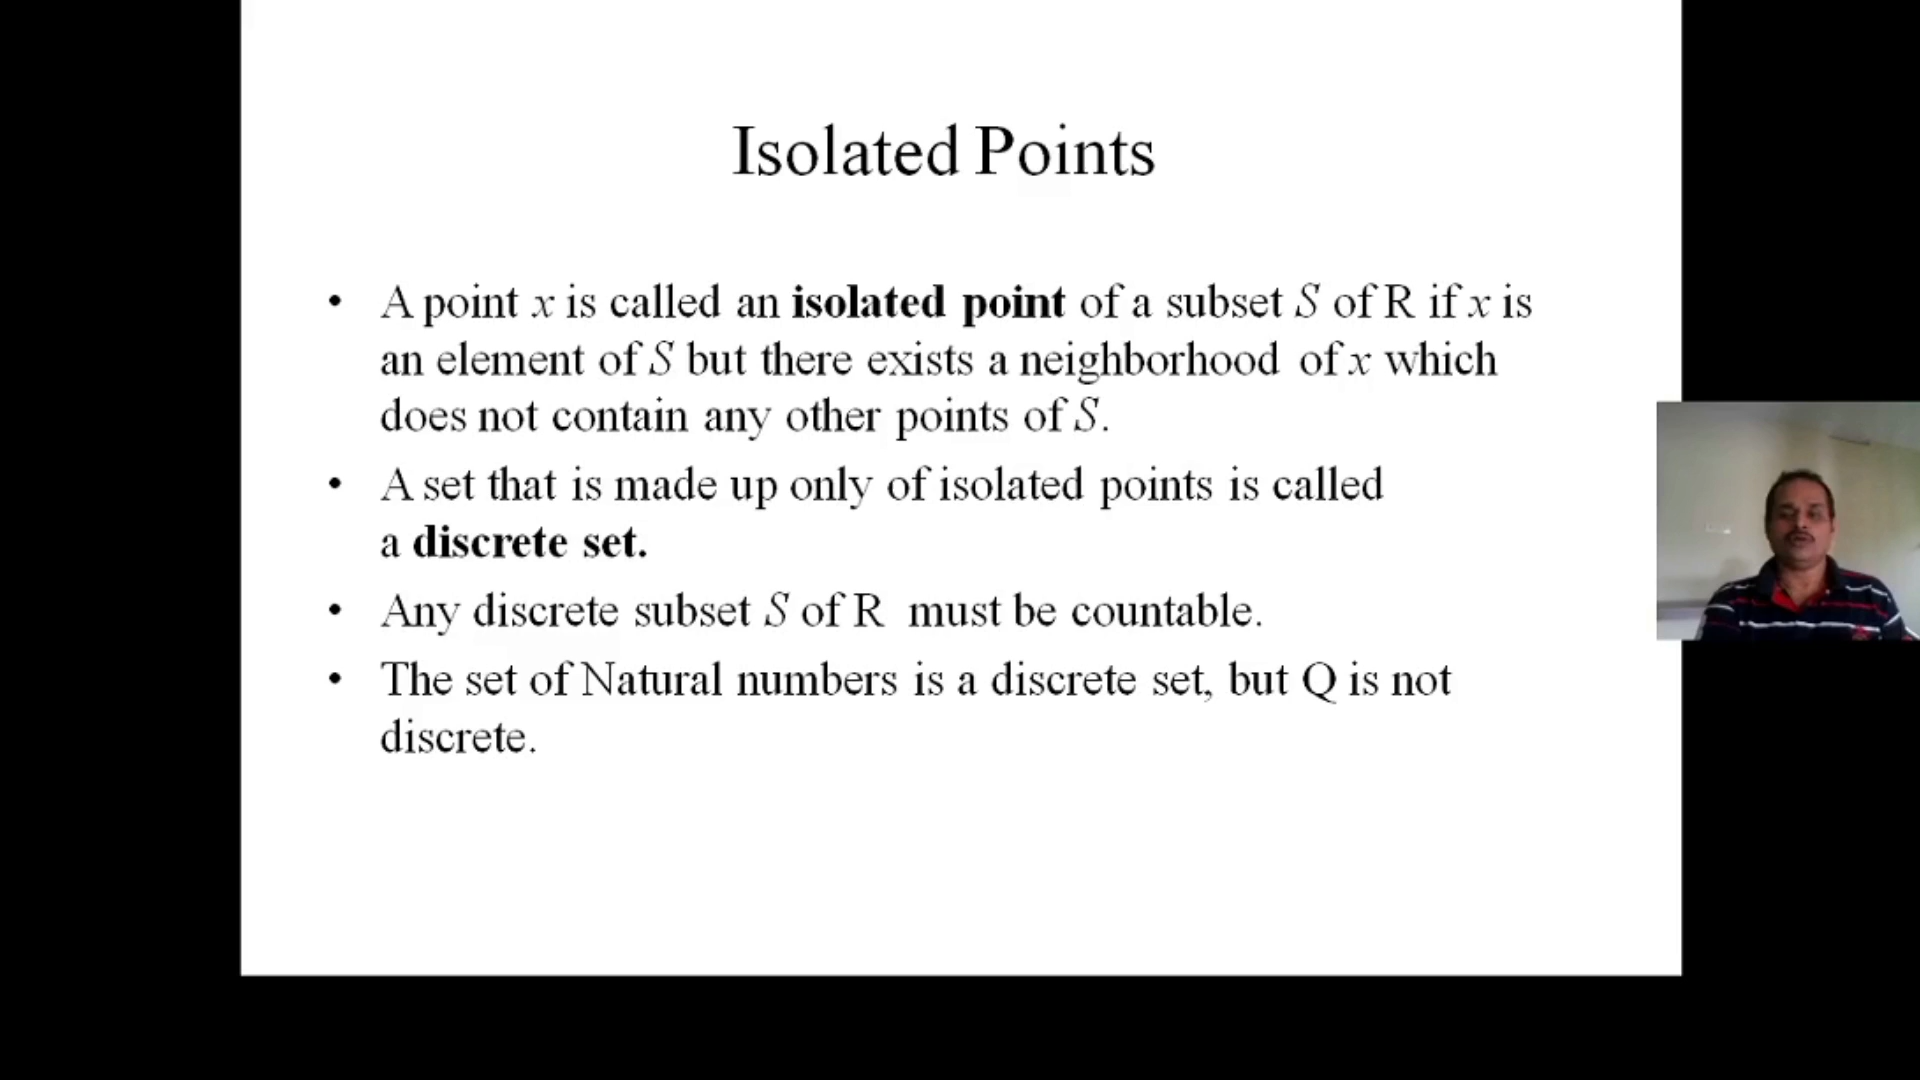 Isolated Points
• A point x is called an isolated point of a subset S of R if x is
an element of S but there exists a neighborhood of x which
does not contain any other points of S.
• A set that is made up only of isolated points is called
a discrete set.
• Any discrete subset S of R must be countable.
• The set of Natural numbers is a discrete set, but Q is not
discrete.